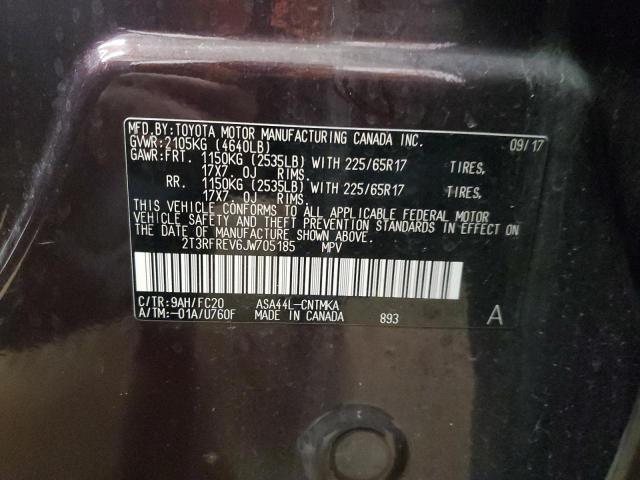 MFD.BY:TOYOTA MOTOR MANUFACTURING CANADA INC.
GVWR:2105KG (4640LB) 09/17
GAWR:FRT. 1150KG (2535LB) WITH 225/65R17 TIRES,
17X7. 0J RIMS.
RR. 1150KG (2535LB) WITH 225/65R17 TIRES,
17X7. 0J RIMS.
THIS VEHICLE CONFORMS TO ALL APPLICABLE FEDERAL MOTOR
VEHICLE SAFETY AND THEFT PREVENTION STANDARDS IN EFFECT ON
THE DATE OF MANUFACTURE SHOWN ABOVE.
2T3RFREV6JW705185 MPV
C/TR:9AH/FC20 ASA44L-CNTMKA
A/TM:-01A/U760F MADE IN CANADA 893 A